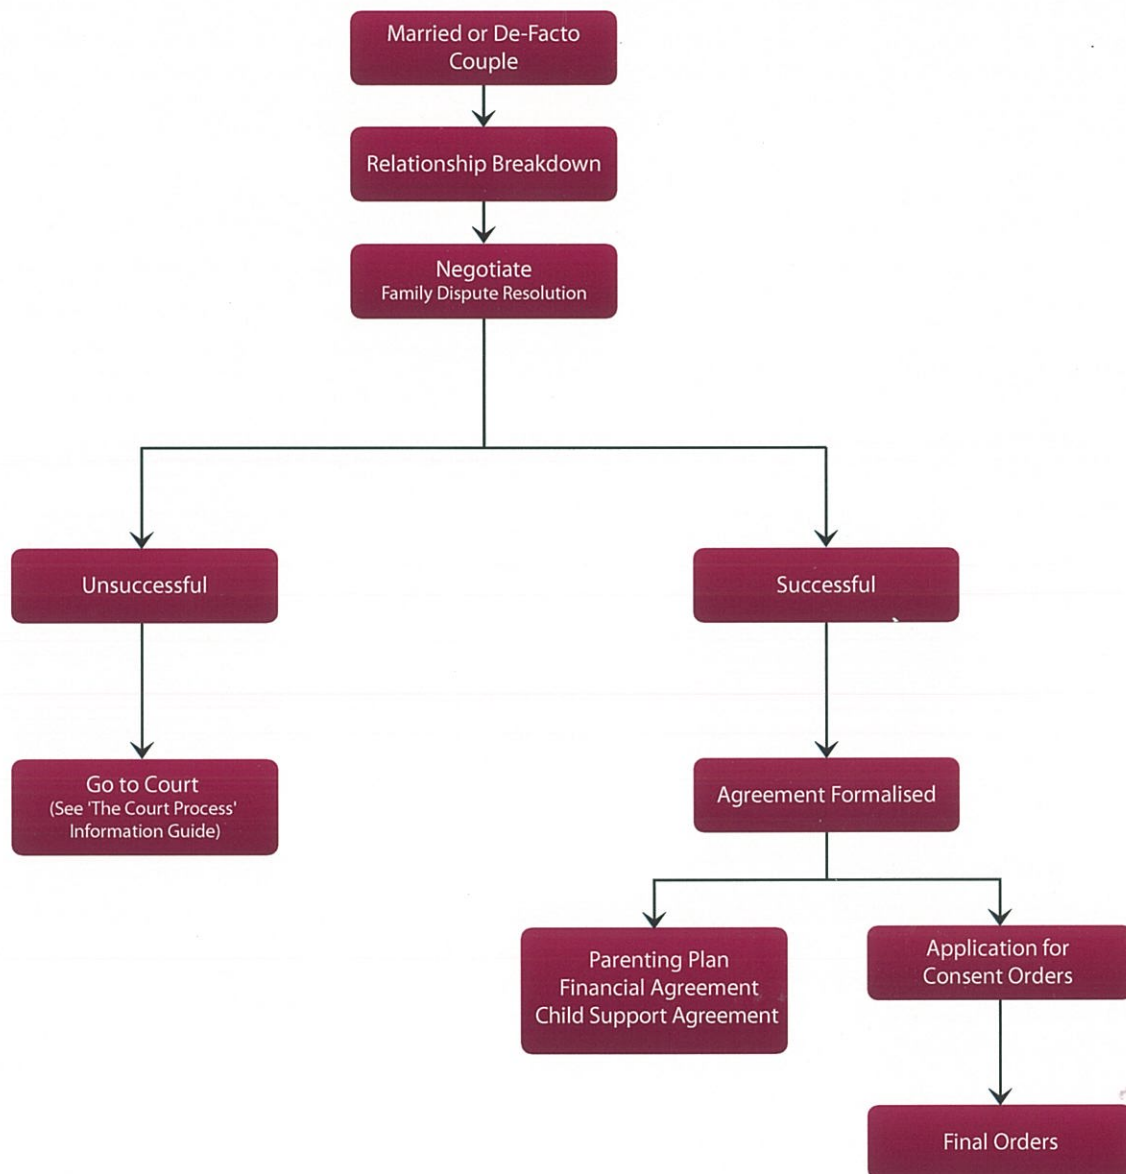 Married or De-Facto
Couple
Relationship Breakdown
Negotiate
Family Dispute Resolution
Unsuccessful
Successful
Go to Court
(See 'The Court Process'
Information Guide)
Agreement Formalised
Parenting Plan
Financial Agreement
Child Support Agreement
Application for
Consent Orders
Final Orders